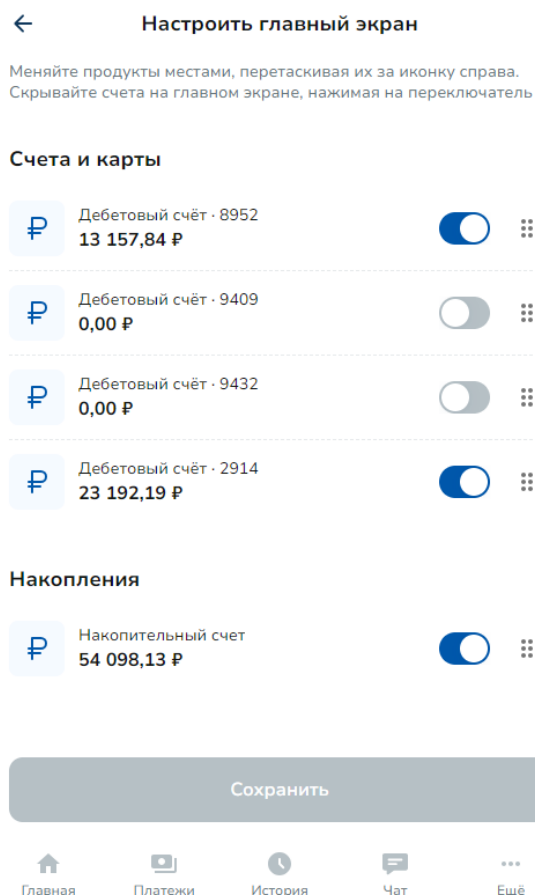 Настроить главный экран
Меняйте продукты местами, перетаскивая их за иконку справа.
Скрывайте счета на главном экране, нажимая на переключатель
Счета и карты
Дебетовый счёт · 8952
13 157,84 ₽
Дебетовый счёт · 9409
0,00 ₽
Дебетовый счёт · 9432
0,00 ₽
Дебетовый счёт · 2914
23 192,19 ₽
Накопления
Накопительный счет
54 098,13 ₽
Сохранить
Главная Платежи История Чат Ещё